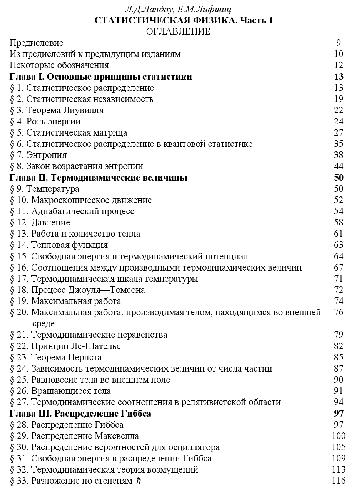 Л.Д.Ландау, Е.М.Лифшиц
СТАТИСТИЧЕСКАЯ ФИЗИКА. Часть 1
ОГЛАВЛЕНИЕ
Предисловие 9
Из предисловий к предыдущим изданиям 10
Некоторые обозначения 12
Глава I. Основные принципы статистики 13
§ 1. Статистическое распределение 13
§ 2. Статистическая независимость 19
§ 3. Теорема Лиувилля 22
§ 4. Роль энергии 24
§ 5. Статистическая матрица 27
§ 6. Статистическое распределение в квантовой статистике 35
§ 7. Энтропия 38
§ 8. Закон возрастания энтропии 44
Глава II. Термодинамические величины 50
§ 9. Температура 50
§ 10. Макроскопическое движение 52
§ 11. Адиабатический процесс 54
§ 12. Давление 58
§ 13. Работа и количество тепла 61
§ 14. Тепловая функция 63
§ 15. Свободная энергия и термодинамический потенциал 64
§ 16. Соотношения между производными термодинамических величин 67
§ 17. Термодинамическая шкала температуры 71
§ 18. Процесс Джоуля—Томсона 72
§ 19. Максимальная работа 74
§ 20. Максимальная работа, производимая телом, находящимся во внешней 76
среде
§ 21. Термодинамические неравенства 79
§ 22. Принцип Ле-Шателье 82
§ 23. Теорема Нернста 85
§ 24. Зависимость термодинамических величин от числа частиц 87
§ 25. Равновесие тела во внешнем поле 90
§ 26. Вращающиеся тела 91
§ 27. Термодинамические соотношения в релятивистской области 94
Глава III. Распределение Гиббса 97
§ 28. Распределение Гиббса 97
§ 29. Распределение Максвелла 100
§ 30. Распределение вероятностей для осциллятора 105
§ 31. Свободная энергия в распределении Гиббса 109
§ 32. Термодинамическая теория возмущений 113
§ 33. Разложение по степеням ħ 116